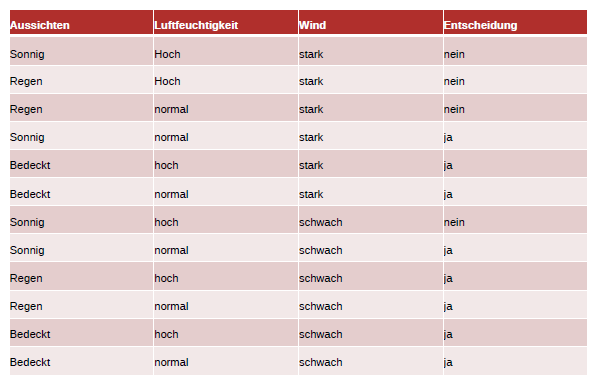 Aussichten Luftfeuchtigkeit Wind Entscheidung
Sonnig Hoch stark nein
Regen Hoch stark nein
Regen normal stark nein
Sonnig normal stark ja
Bedeckt hoch stark ja
Bedeckt normal stark ja
Sonnig hoch schwach nein
Sonnig normal schwach ja
Regen hoch schwach ja
Regen normal schwach ja
Bedeckt hoch schwach ja
Bedeckt normal schwach ja